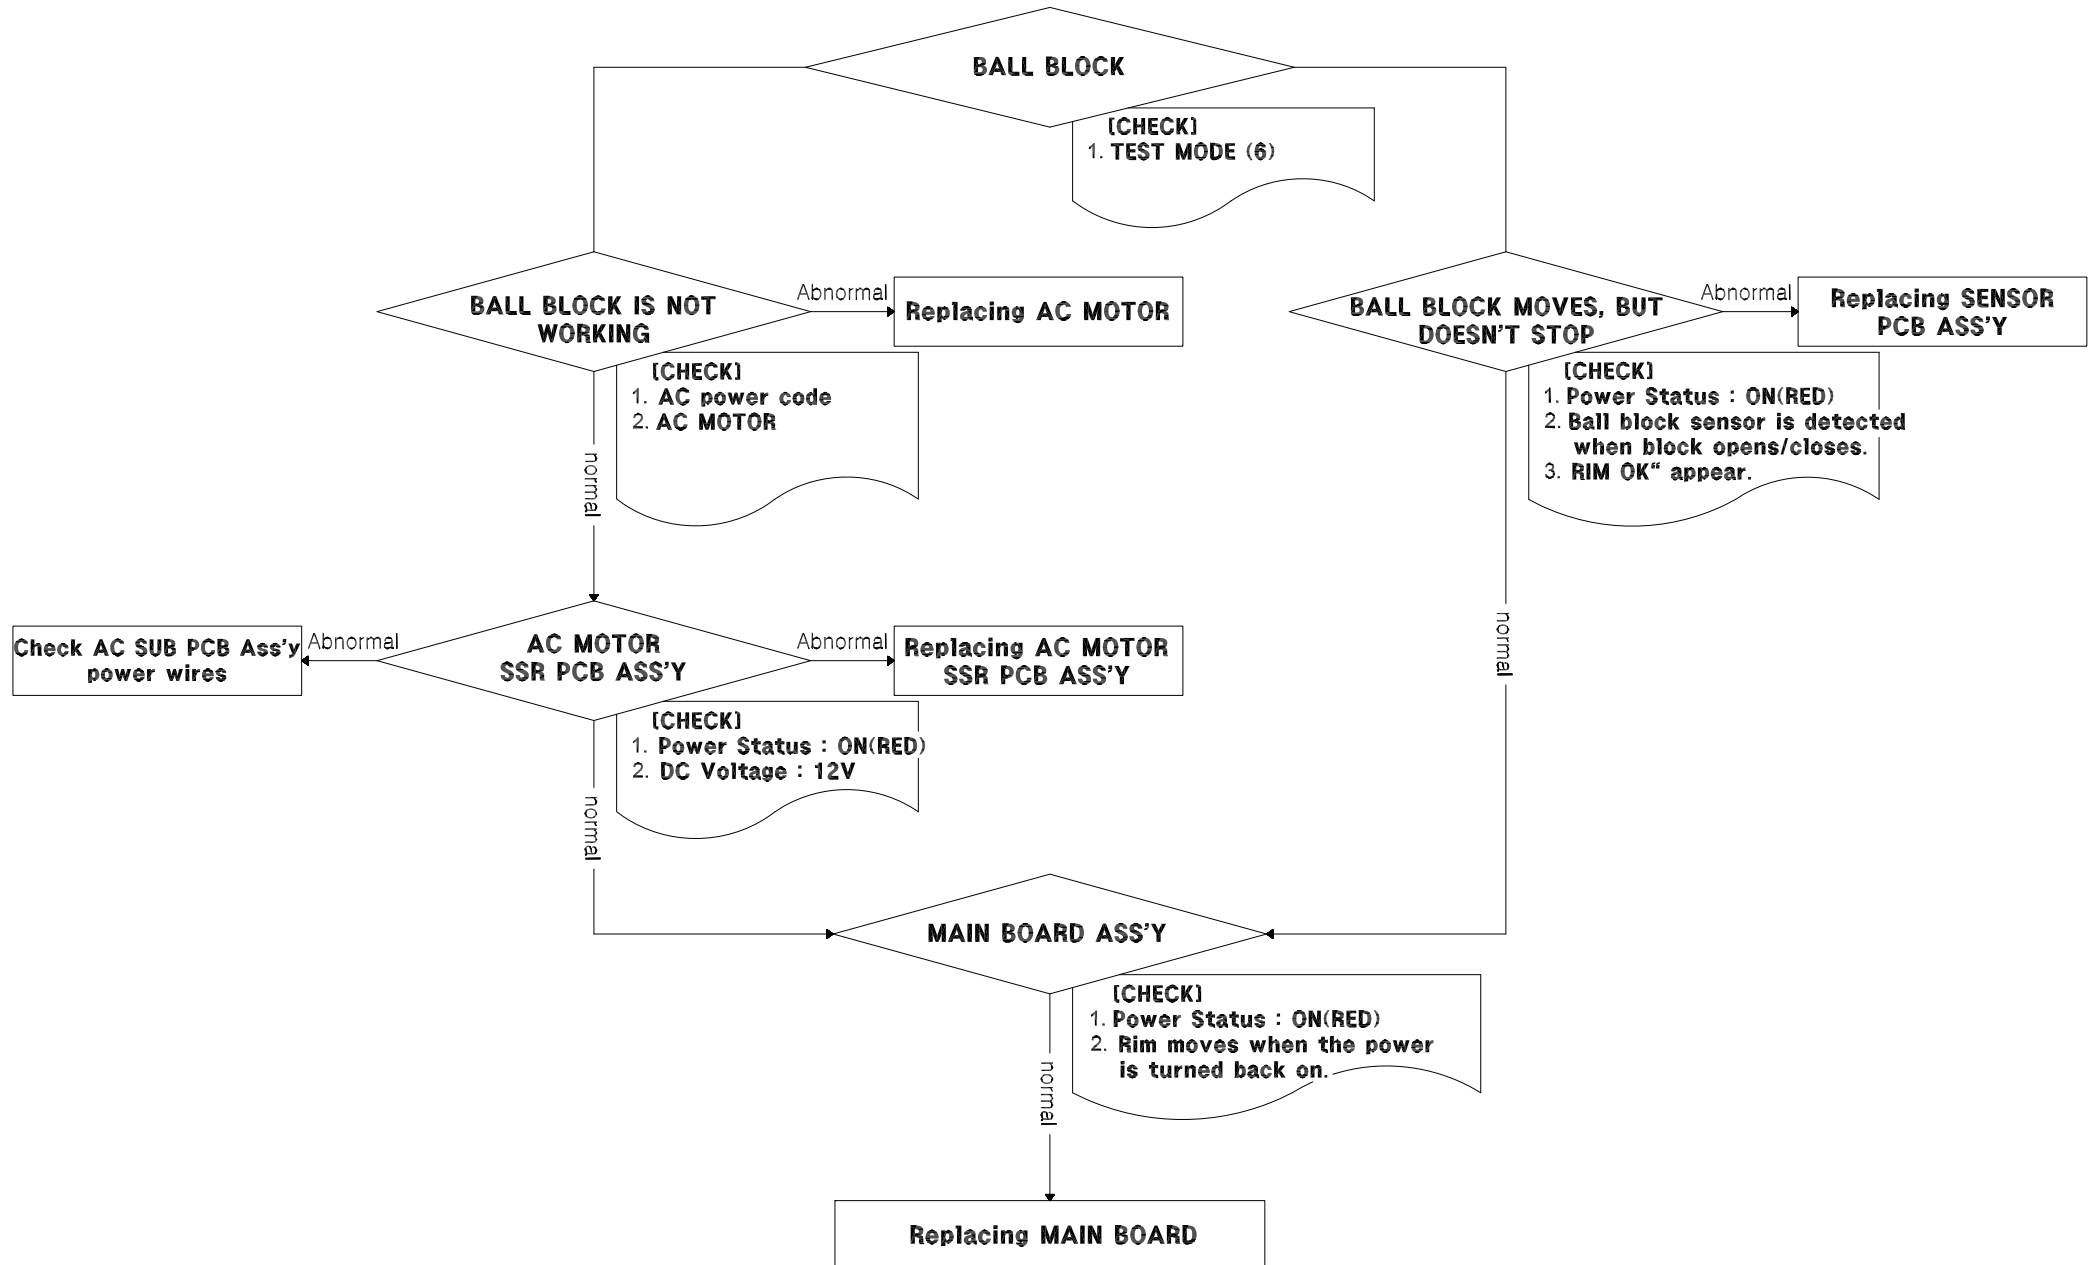 BALL BLOCK
[CHECK]
1. TEST MODE (6)
BALL BLOCK IS NOT
WORKING
Abnormal
Replacing AC MOTOR
[CHECK]
1. AC power code
2. AC MOTOR
normal
BALL BLOCK MOVES, BUT
DOESN'T STOP
Abnormal
Replacing SENSOR
PCB ASS'Y
[CHECK]
1. Power Status : ON(RED)
2. Ball block sensor is detected
when block opens/closes.
3. RIM OK“ appear.
normal
Check AC SUB PCB Ass'y
power wires
Abnormal
AC MOTOR
SSR PCB ASS'Y
Abnormal
Replacing AC MOTOR
SSR PCB ASS'Y
[CHECK]
1. Power Status : ON(RED)
2. DC Voltage : 12V
normal
MAIN BOARD ASS'Y
[CHECK]
1. Power Status : ON(RED)
2. Rim moves when the power
is turned back on.
normal
Replacing MAIN BOARD